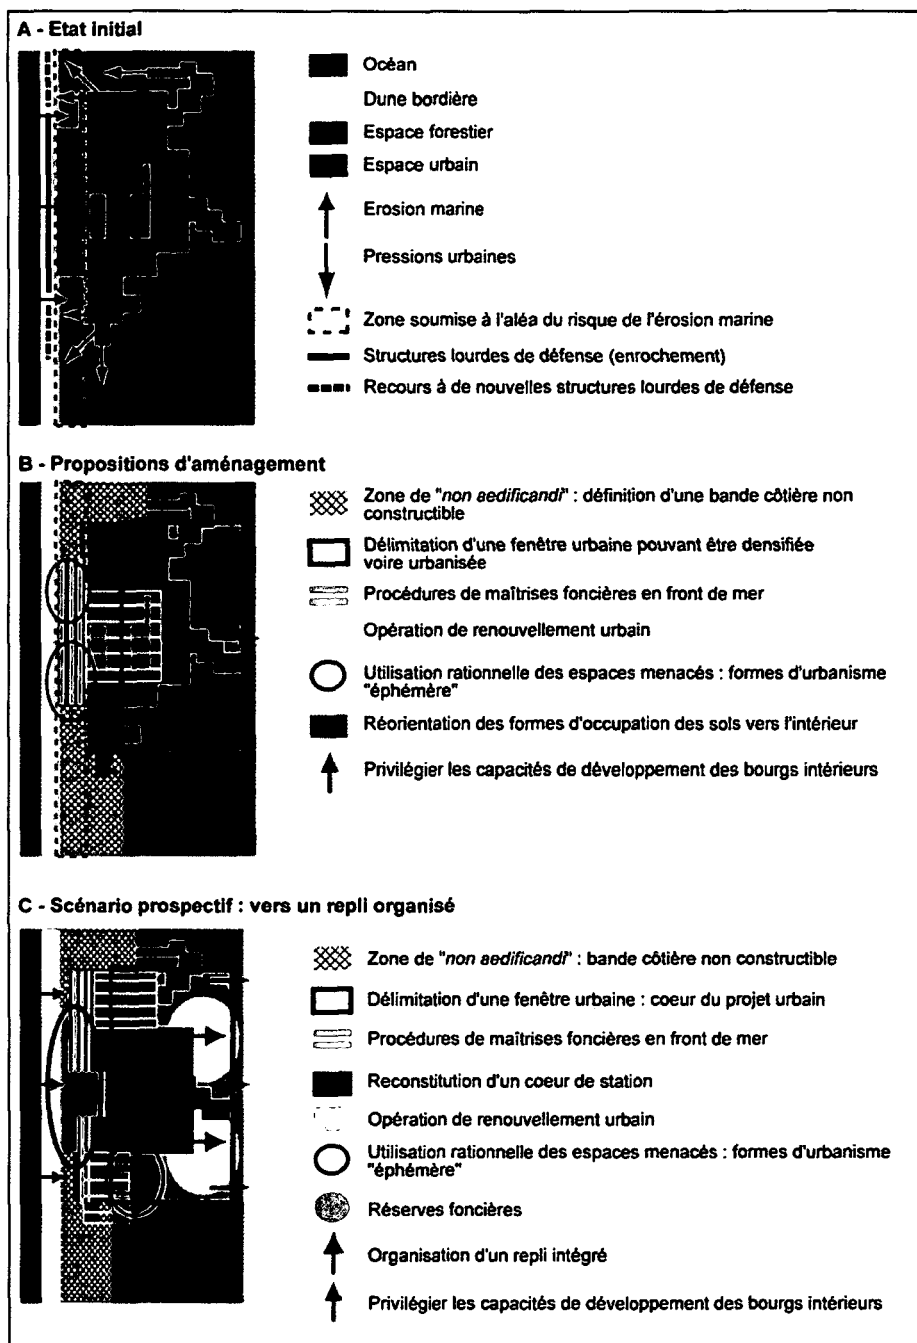 A - Etat initial
Océan
Dune bordière
Espace forestier
Espace urbain
Erosion marine
Pressions urbaines
Zone soumise à l'aléa du risque de l'érosion marine
Structures lourdes de défense (enrochement)
Recours à de nouvelles structures lourdes de défense
B - Propositions d'aménagement
Zone de "non aedificandi" : définition d'une bande côtière non
constructible
Délimitation d'une fenêtre urbaine pouvant être densifiée
voire urbanisée
Procédures de maîtrises foncières en front de mer
Opération de renouvellement urbain
Utilisation rationnelle des espaces menacés : formes d'urbanisme
"éphémère"
Réorientation des formes d'occupation des sols vers l'intérieur
Privilégier les capacités de développement des bourgs intérieurs
C - Scénario prospectif : vers un repli organisé
Zone de "non aedificandi" : bande côtière non constructible
Délimitation d'une fenêtre urbaine : coeur du projet urbain
Procédures de maîtrises foncières en front de mer
Reconstitution d'un coeur de station
Opération de renouvellement urbain
Utilisation rationnelle des espaces menacés : formes d'urbanisme
"éphémère"
Réserves foncières
Organisation d'un repli intégré
Privilégier les capacités de développement des bourgs intérieurs